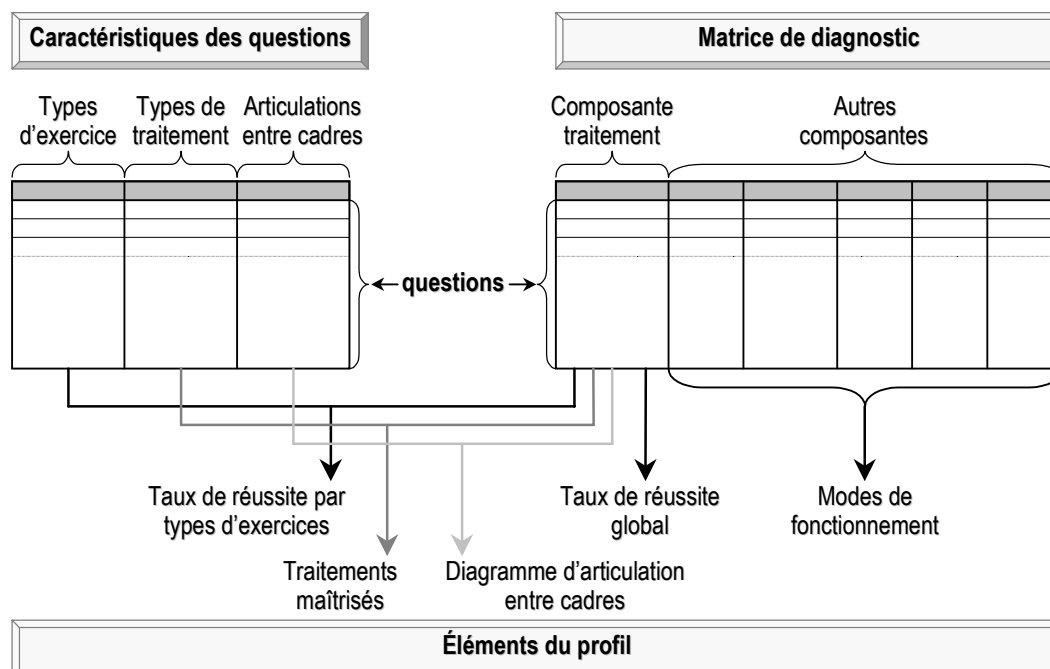 Caractéristiques des questions
Matrice de diagnostic
Types
d'exercice
Types de
traitement
Articulations
entre cadres
Composante
traitement
Autres
composantes
questions
Taux de réussite par
types d'exercices
Taux de réussite
global
Modes de
fonctionnement
Traitements
maîtrisés
Diagramme d'articulation
entre cadres
Éléments du profil